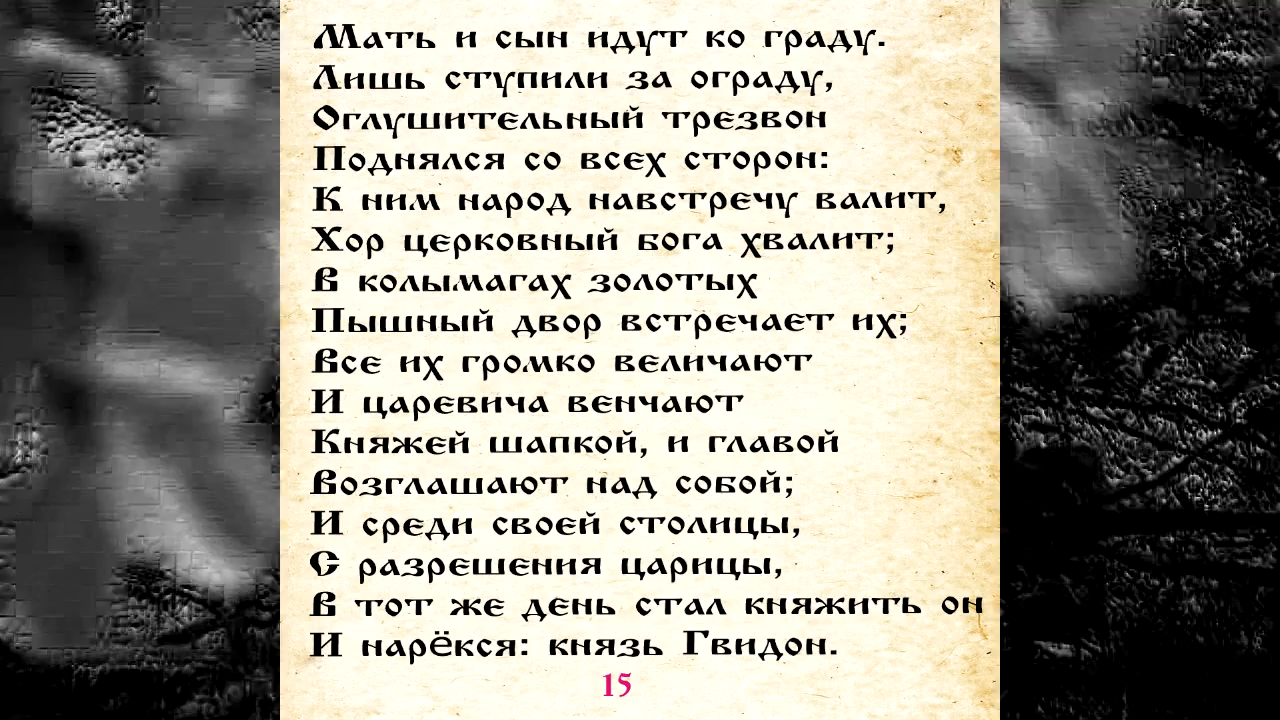 Мать и сын идут ко граду.
Лишь ступили за ограду,
Оглушительный трезвон
Поднялся со всех сторон:
К ним народ навстречу валит,
Хор церковный бога хвалит;
В колымагах золотых
Пышный двор встречает их;
Все их громко величают
И царевича венчают
Княжей шапкой, и главой
Возглашают над собой;
И среди своей столицы,
С разрешения царицы,
В тот же день стал княжить он
И нарёкся: князь Гвидон.
15